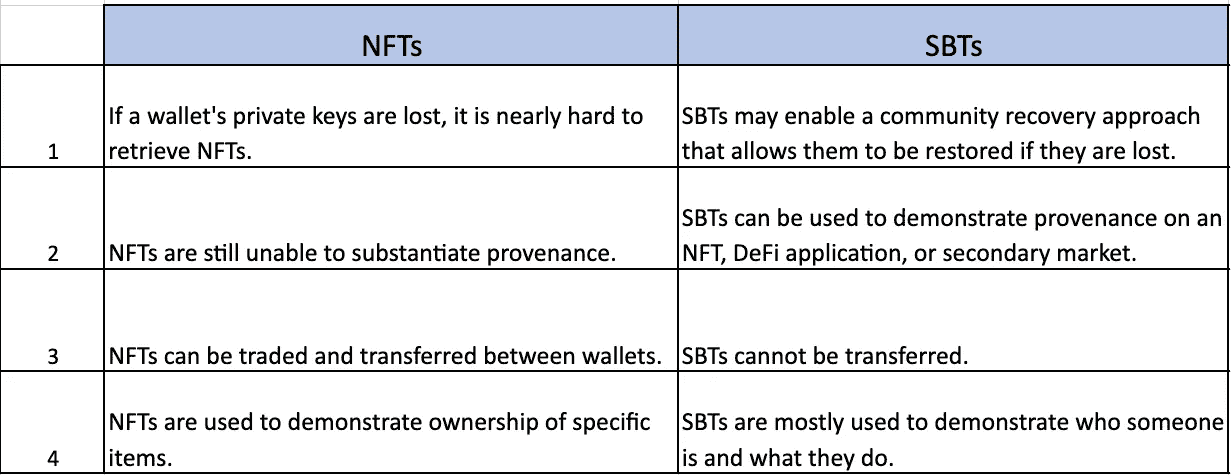 NFTs SBTs
If a wallet's private keys are lost, it is nearly hard to SBTs may enable a community recovery approach
1 retrieve NFTs. that allows them to be restored if they are lost.
SBTs can be used to demonstrate provenance on an
2 NFTs are still unable to substantiate provenance. NFT, DeFi application, or secondary market.
3 NFTs can be traded and transferred between wallets. SBTs cannot be transferred.
NFTs are used to demonstrate ownership of specific SBTs are mostly used to demonstrate who someone
4 items. is and what they do.